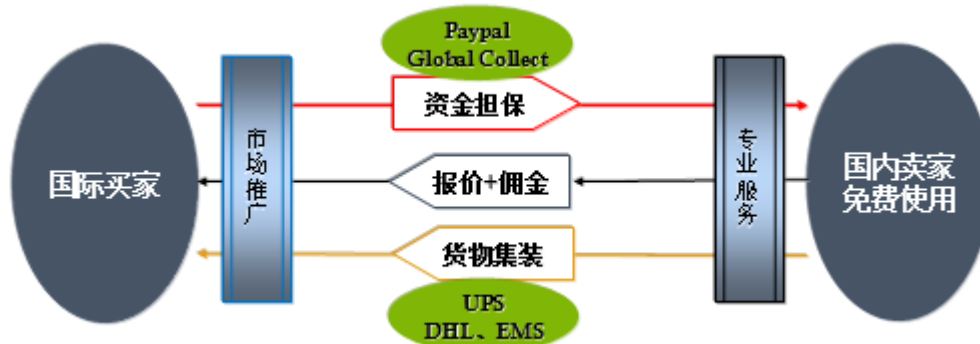 Paypal
Global Collect
资金担保
国际买家
市场推广
报价+佣金
专业服务
国内卖家
免费使用
货物集装
UPS
DHL、EMS